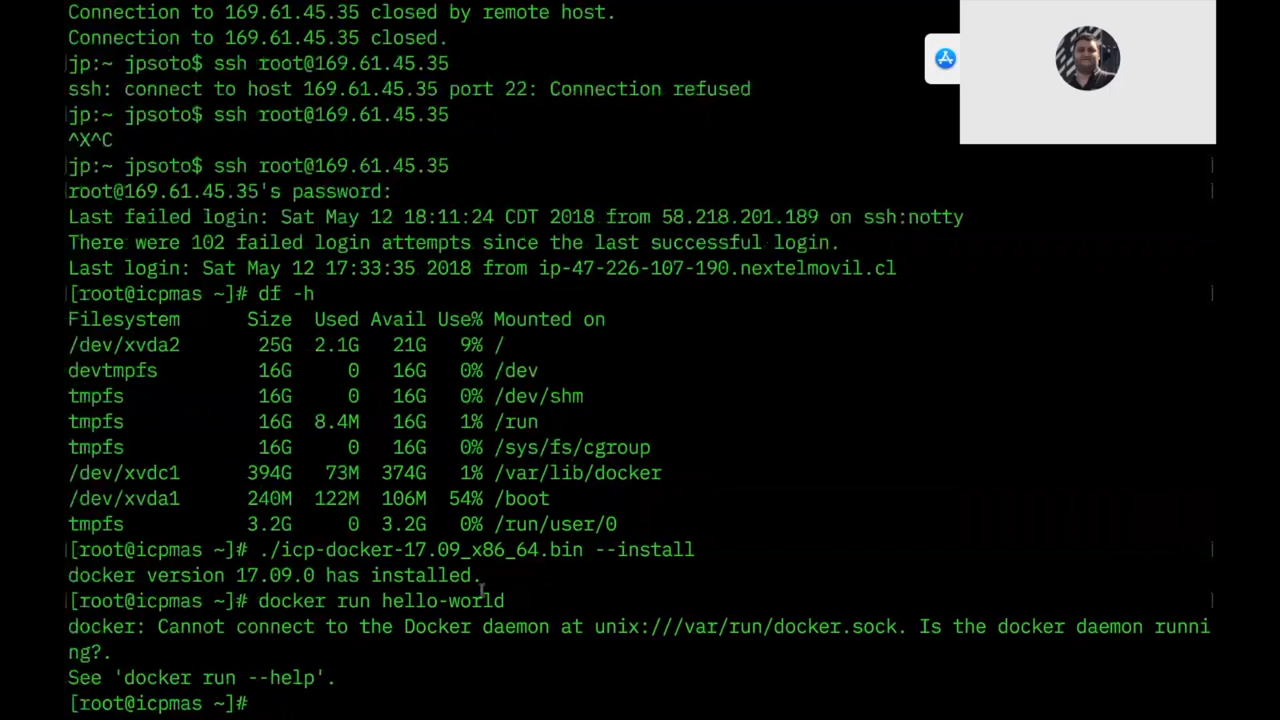 Connection to 169.61.45.35 closed by remote host.
Connection to 169.61.45.35 closed.
jp:~ jpsoto$ ssh root@169.61.45.35
ssh: connect to host 169.61.45.35 port 22: Connection refused
jp:~ jpsoto$ ssh root@169.61.45.35
^X^C
jp:~ jpsoto$ ssh root@169.61.45.35
root@169.61.45.35's password:
Last failed login: Sat May 12 18:11:24 CDT 2018 from 58.218.201.189 on ssh:notty
There were 102 failed login attempts since the last successful login.
Last login: Sat May 12 17:33:35 2018 from ip-47-226-107-190.nextelmovil.cl
[root@icpmas ~]# df -h
Filesystem      Size  Used Avail Use% Mounted on
/dev/xvda2       25G  2.1G   21G   9% /
devtmpfs         16G     0   16G   0% /dev
tmpfs            16G     0   16G   0% /dev/shm
tmpfs            16G  8.4M   16G   1% /run
tmpfs            16G     0   16G   0% /sys/fs/cgroup
/dev/xvdc1      394G   73M  374G   1% /var/lib/docker
/dev/xvda1      240M  122M  106M  54% /boot
tmpfs           3.2G     0  3.2G   0% /run/user/0
[root@icpmas ~]# ./icp-docker-17.09_x86_64.bin --install
docker version 17.09.0 has installed.
[root@icpmas ~]# docker run hello-world
docker: Cannot connect to the Docker daemon at unix:///var/run/docker.sock. Is the docker daemon runni
ng?.
See 'docker run --help'.
[root@icpmas ~]#